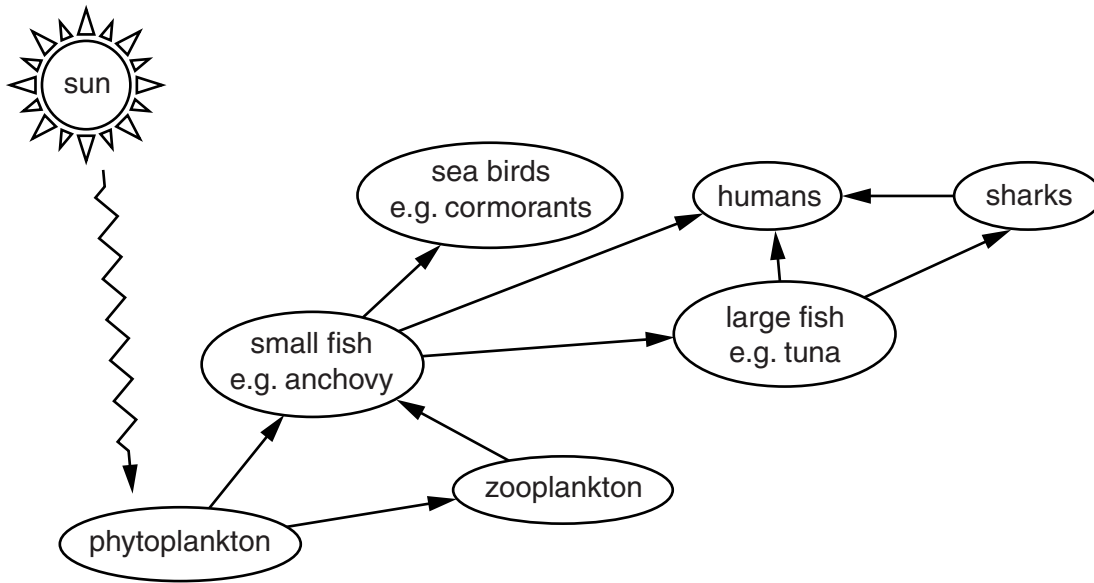 sun
sea birds
e.g. cormorants
humans
sharks
small fish
e.g. anchovy
large fish
e.g. tuna
zooplankton
phytoplankton